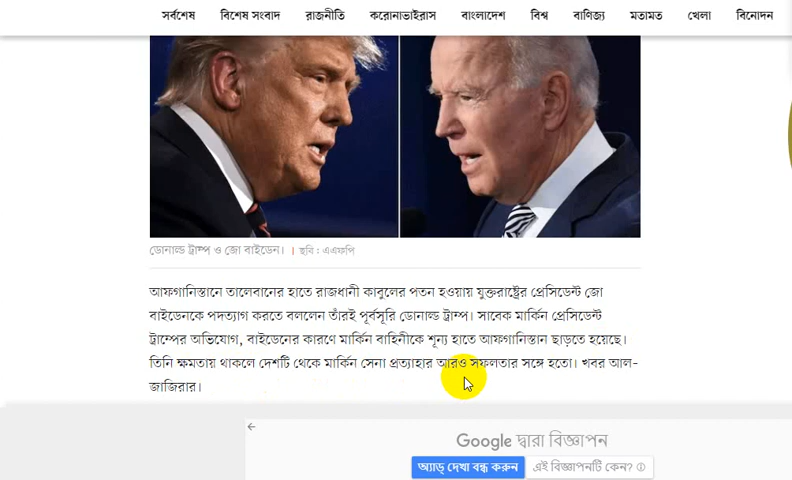 সর্বশেষ বিশেষ সংবাদ রাজনীতি করোনাভাইরাস বাংলাদেশ বিশ্ব বাণিজ্য মতামত খেলা বিনোদন
ডোনাল্ড ট্রাম্প ও জো বাইডেন। | ছবি : এএফপি
আফগানিস্তানে তালেবানের হাতে রাজধানী কাবুলের পতন হওয়ায় যুক্তরাষ্ট্রের প্রেসিডেন্ট জো
বাইডেনকে পদত্যাগ করতে বললেন তাঁরই পূর্বসূরি ডোনাল্ড ট্রাম্প। সাবেক মার্কিন প্রেসিডেন্ট
ট্রাম্পের অভিযোগ, বাইডেনের কারণে মার্কিন বাহিনীকে শূন্য হাতে আফগানিস্তান ছাড়তে হয়েছে।
তিনি ক্ষমতায় থাকলে দেশটি থেকে মার্কিন সেনা প্রত্যাহার আরও সফলতার সঙ্গে হতো। খবর আল-
জাজিরার।
Google দ্বারা বিজ্ঞাপন
অ্যাড্ দেখা বন্ধ করুন এই বিজ্ঞাপনটি কেন?